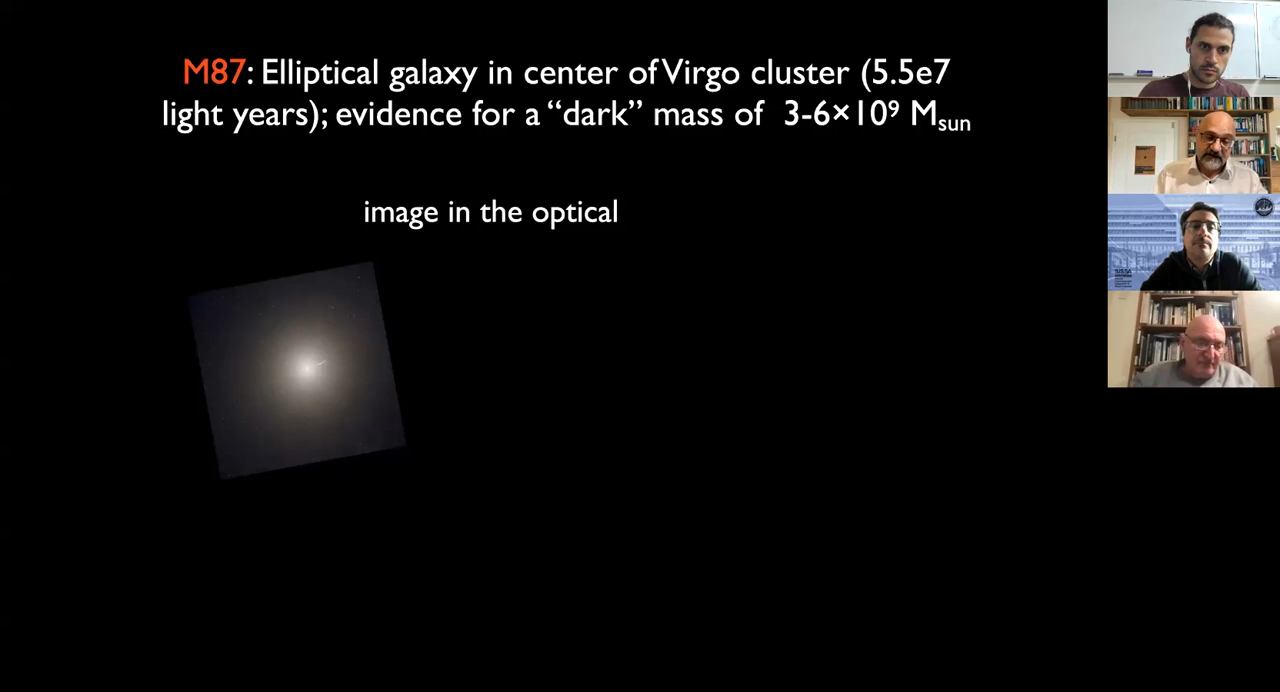 M87: Elliptical galaxy in center of Virgo cluster (5.5e7
light years); evidence for a “dark” mass of 3-6×10⁹ Msun
image in the optical